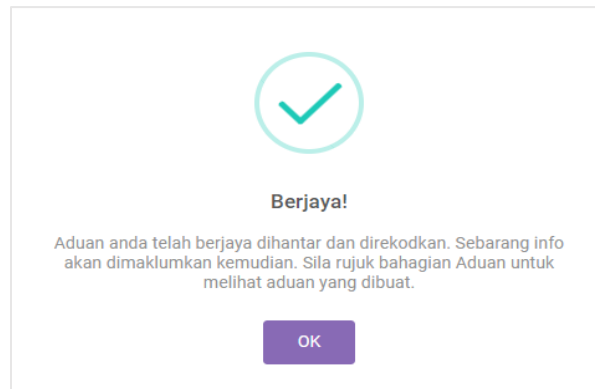 Berjaya!
Aduan anda telah berjaya dihantar dan direkodkan. Sebarang info
akan dimaklumkan kemudian. Sila rujuk bahagian Aduan untuk
melihat aduan yang dibuat.
OK